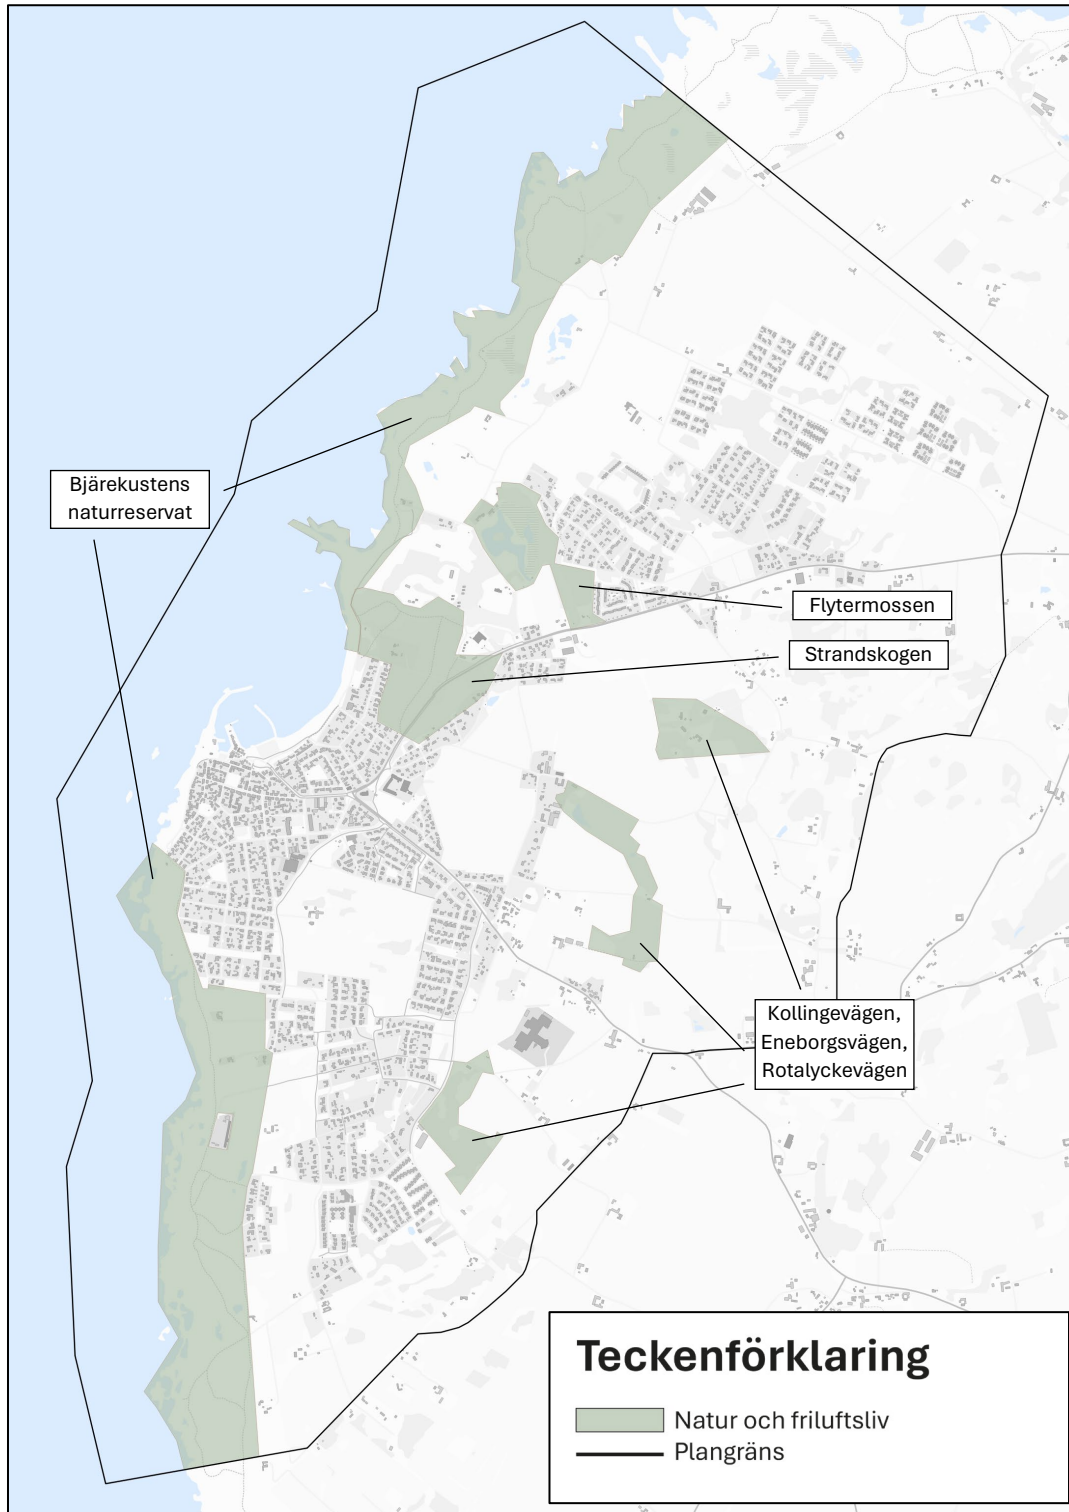 Bjärekustens
naturreservat
Flytermossen
Strandskogen
Kollingevägen,
Eneborgsvägen,
Rotalyckevägen
Teckenförklaring
Natur och friluftsliv
Plangräns